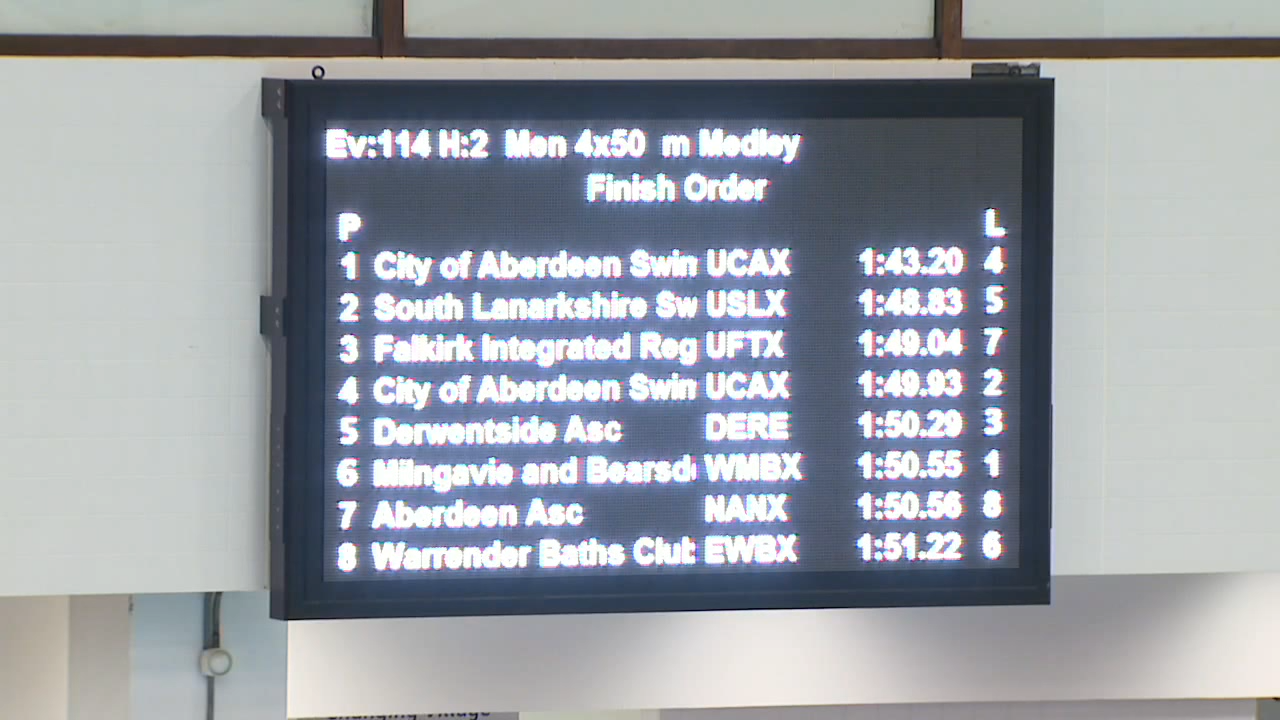 Ev:114 H:2 Men 4x50 m Medley
Finish Order
P L
1 City of Aberdeen Swin UCAX 1:43.20 4
2 South Lanarkshire Sw USLX 1:48.83 5
3 Falkirk Integrated Reg UFTX 1:49.04 7
4 City of Aberdeen Swin UCAX 1:49.93 2
5 Derwentside Asc DERE 1:50.29 3
6 Milngavie and Bearsd WMBX 1:50.55 1
7 Aberdeen Asc NANX 1:50.56 8
8 Warrender Baths Club EWBX 1:51.22 6
Changing Village